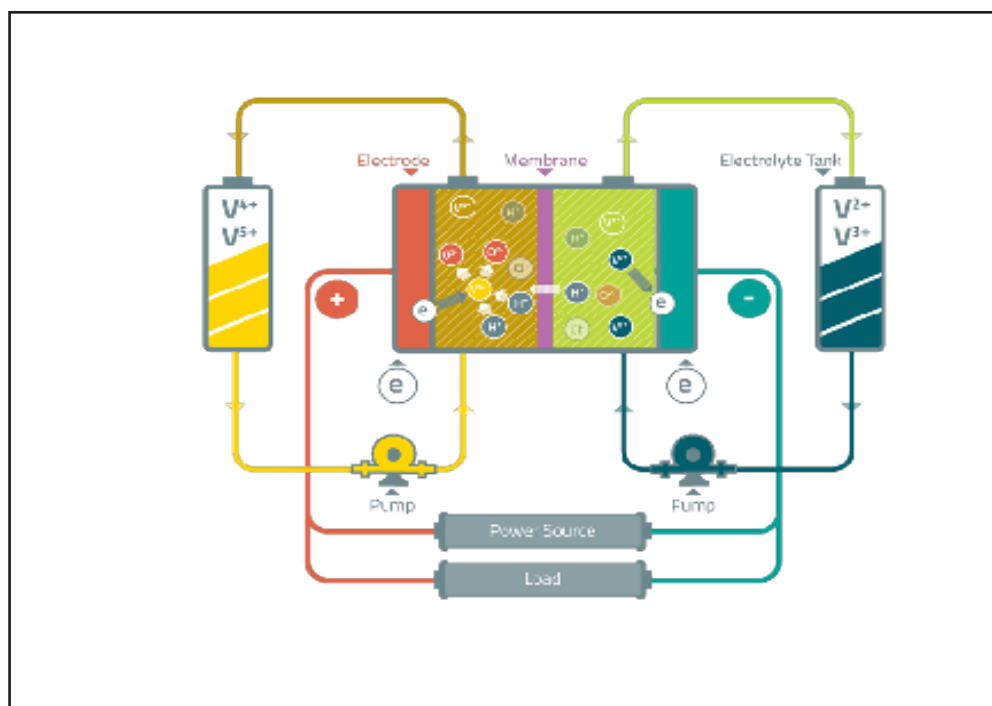 Electrode
Membrane
Electrolyte Tank
V⁴⁺
V⁵⁺
V²⁺
V³⁺
H⁺
H⁺
H⁺
H⁺
H⁺
+
-
e
e
e
e
Pump
Pump
Power Source
Load